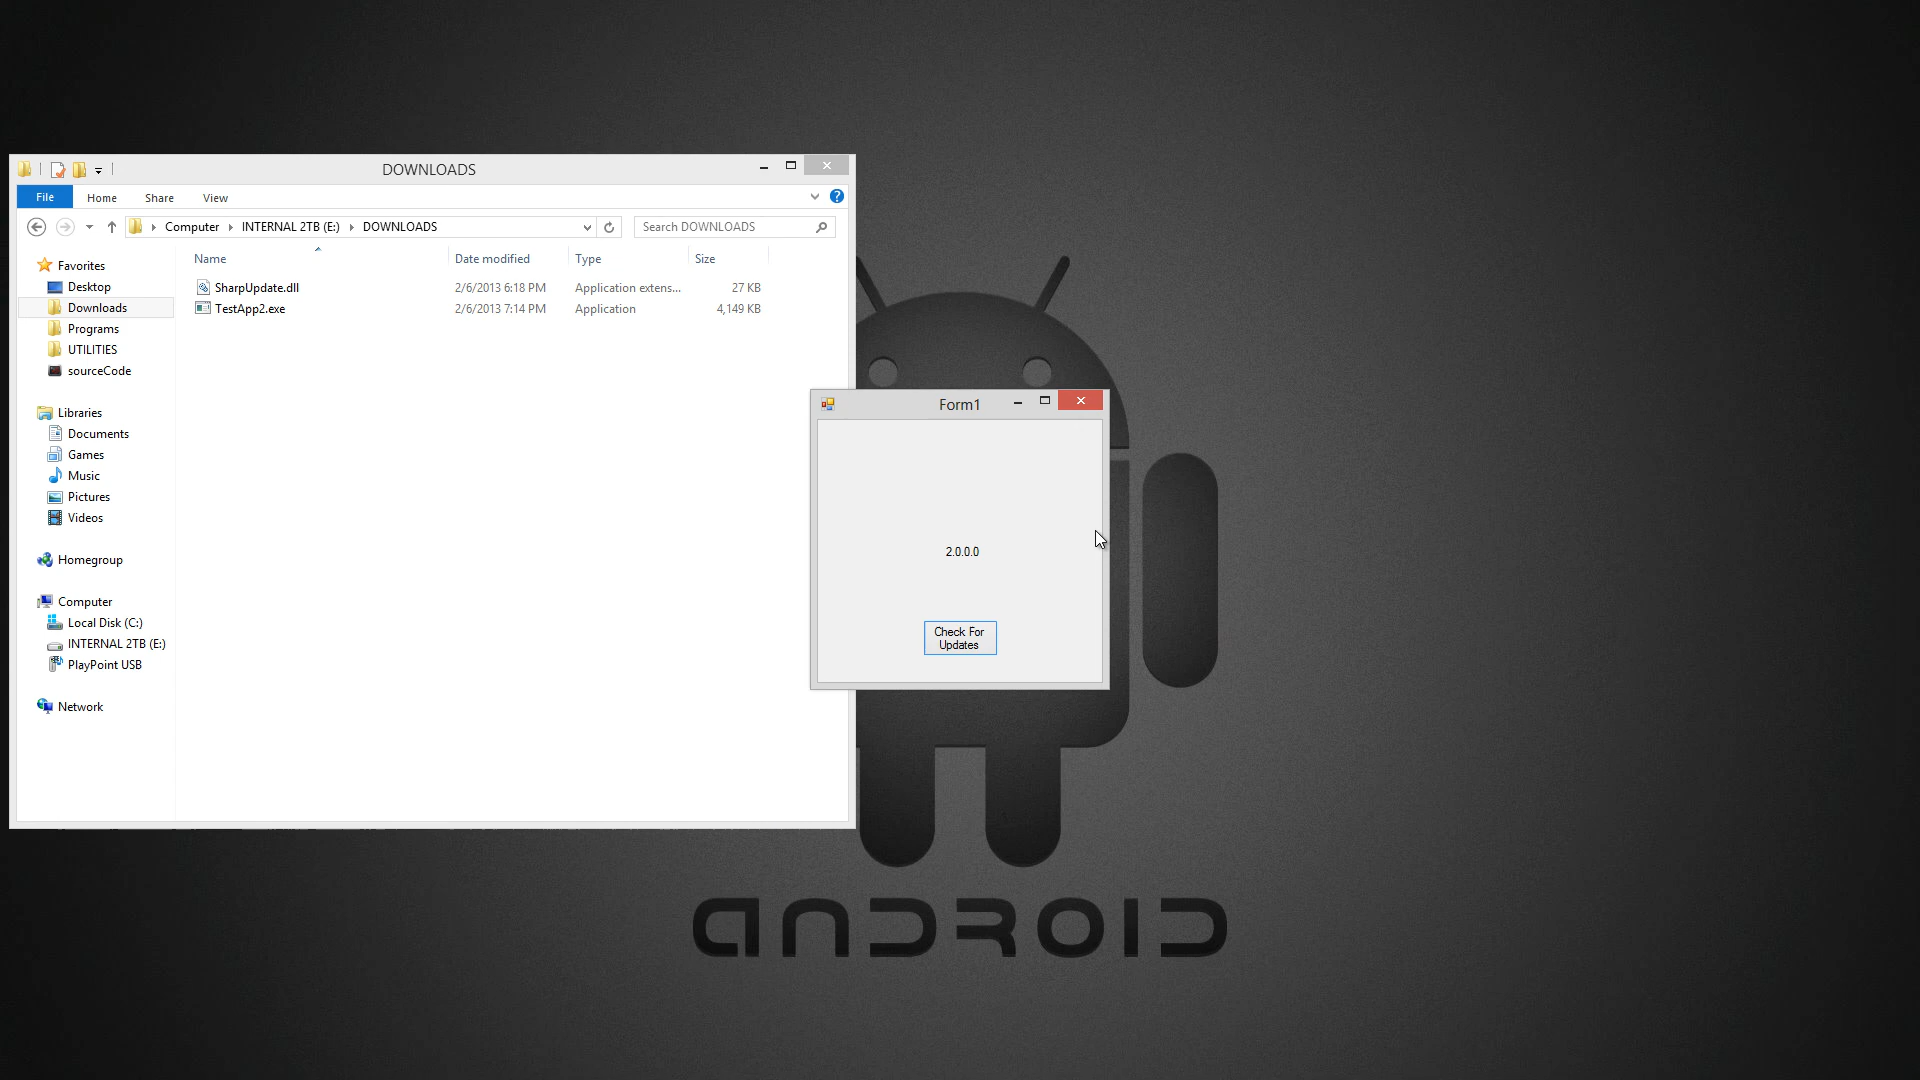 DOWNLOADS
File Home Share View
Computer INTERNAL 2TB (E:) DOWNLOADS Search DOWNLOADS
Name Date modified Type Size
SharpUpdate.dll 2/6/2013 6:18 PM Application extens... 27 KB
TestApp2.exe 2/6/2013 7:14 PM Application 4,149 KB
Favorites
Desktop
Downloads
Programs
UTILITIES
sourceCode
Libraries
Documents
Games
Music
Pictures
Videos
Homegroup
Computer
Local Disk (C:)
INTERNAL 2TB (E:)
PlayPoint USB
Network
Form1
2.0.0.0
Check For
Updates
ANDROID